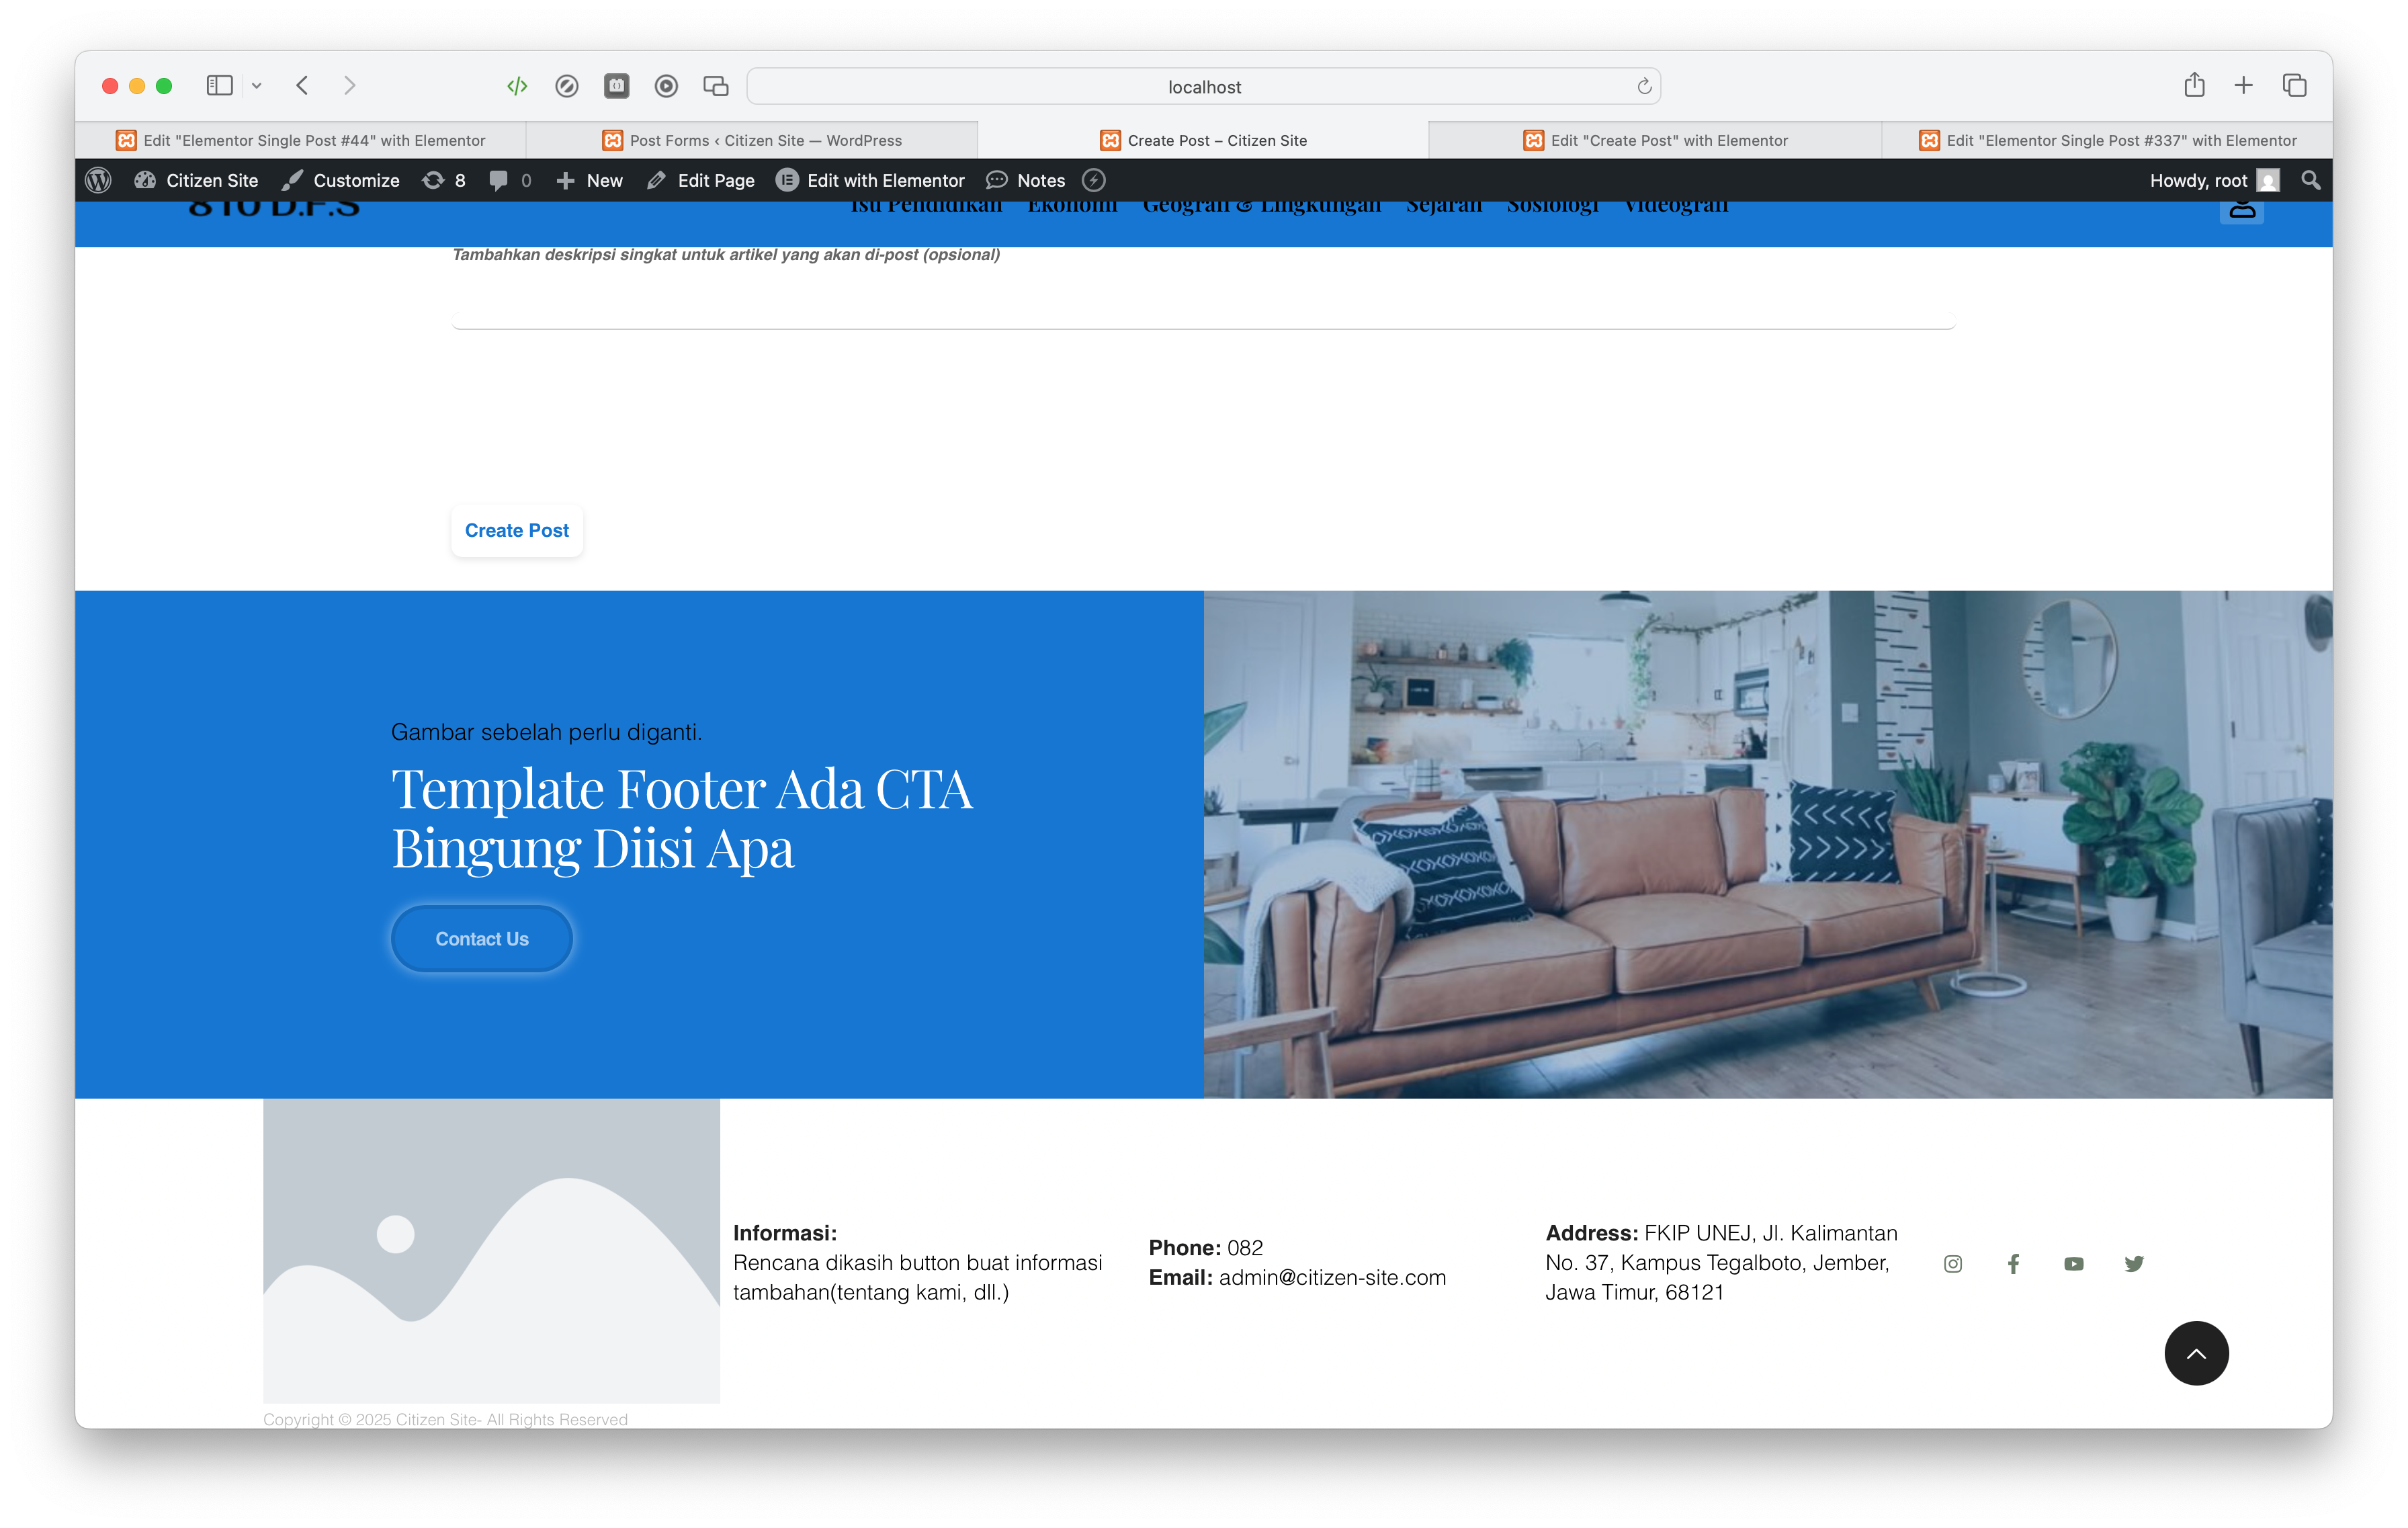 localhost
Edit "Elementor Single Post #44" with Elementor
Post Forms ‹ Citizen Site — WordPress
Create Post – Citizen Site
Edit "Create Post" with Elementor
Edit "Elementor Single Post #337" with Elementor
Citizen Site
Customize
8
0
New
Edit Page
Edit with Elementor
Notes
Howdy, root
810 D.F.S
Isu Pendidikan
Ekonomi
Geografi & Lingkungan
Sejarah
Sosiologi
Videografi
Tambahkan deskripsi singkat untuk artikel yang akan di-post (opsional)
Create Post
Gambar sebelah perlu diganti.
Template Footer Ada CTA
Bingung Diisi Apa
Contact Us
Informasi:
Rencana dikasih button buat informasi
tambahan(tentang kami, dll.)
Phone: 082
Email: admin@citizen-site.com
Address: FKIP UNEJ, Jl. Kalimantan
No. 37, Kampus Tegalboto, Jember,
Jawa Timur, 68121
Copyright © 2025 Citizen Site- All Rights Reserved